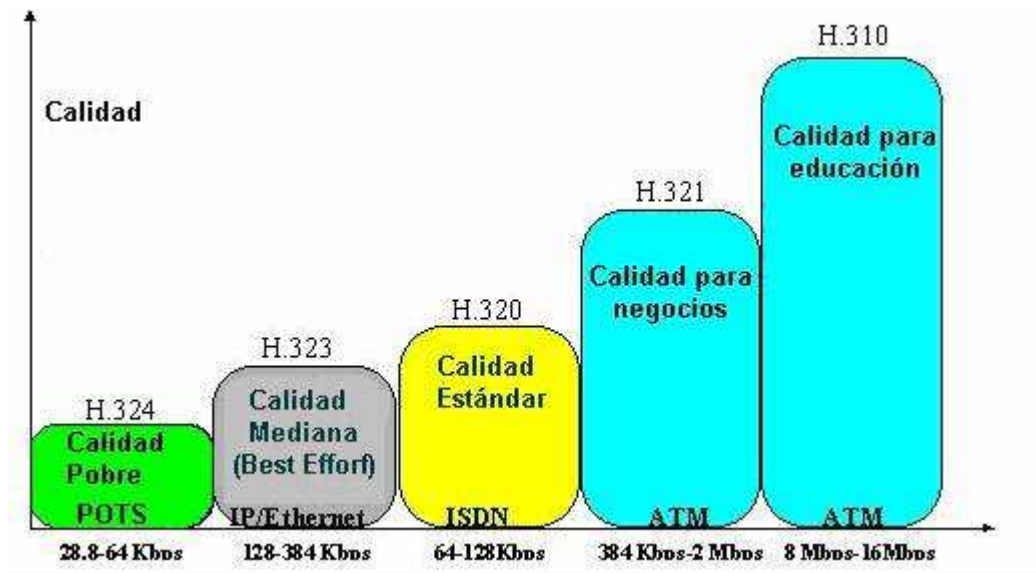 H.310
Calidad
Calidad para
educación
H.321
Calidad para
negocios
H.320
Calidad
Estándar
H.323
Calidad
Mediana
(Best Efforf)
H.324
Calidad
Pobre
POTS
IP/Ethernet
ISDN
ATM
ATM
28.8-64 Kbps
128-384 Kbps
64-128Kbps
384 Kbps-2 Mbps
8 Mbps-16Mbps